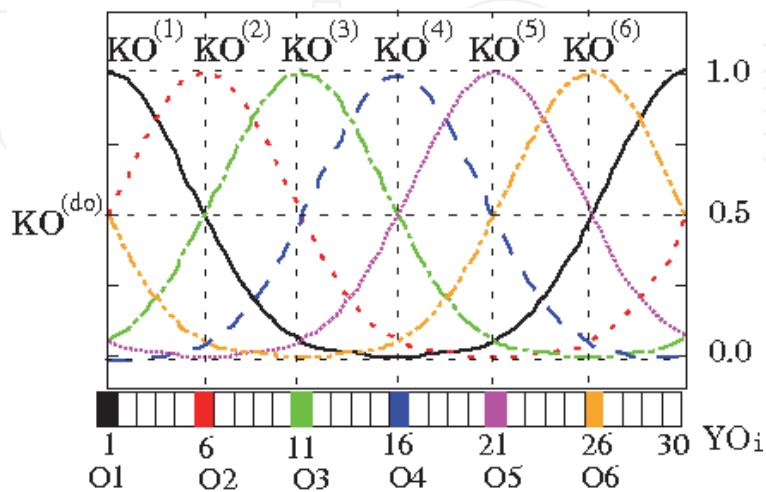 KO(1) KO(2) KO(3) KO(4) KO(5) KO(6)
1.0
KO(do) 0.5
0.0
1 6 11 16 21 26 30 YOi
O1 O2 O3 O4 O5 O6